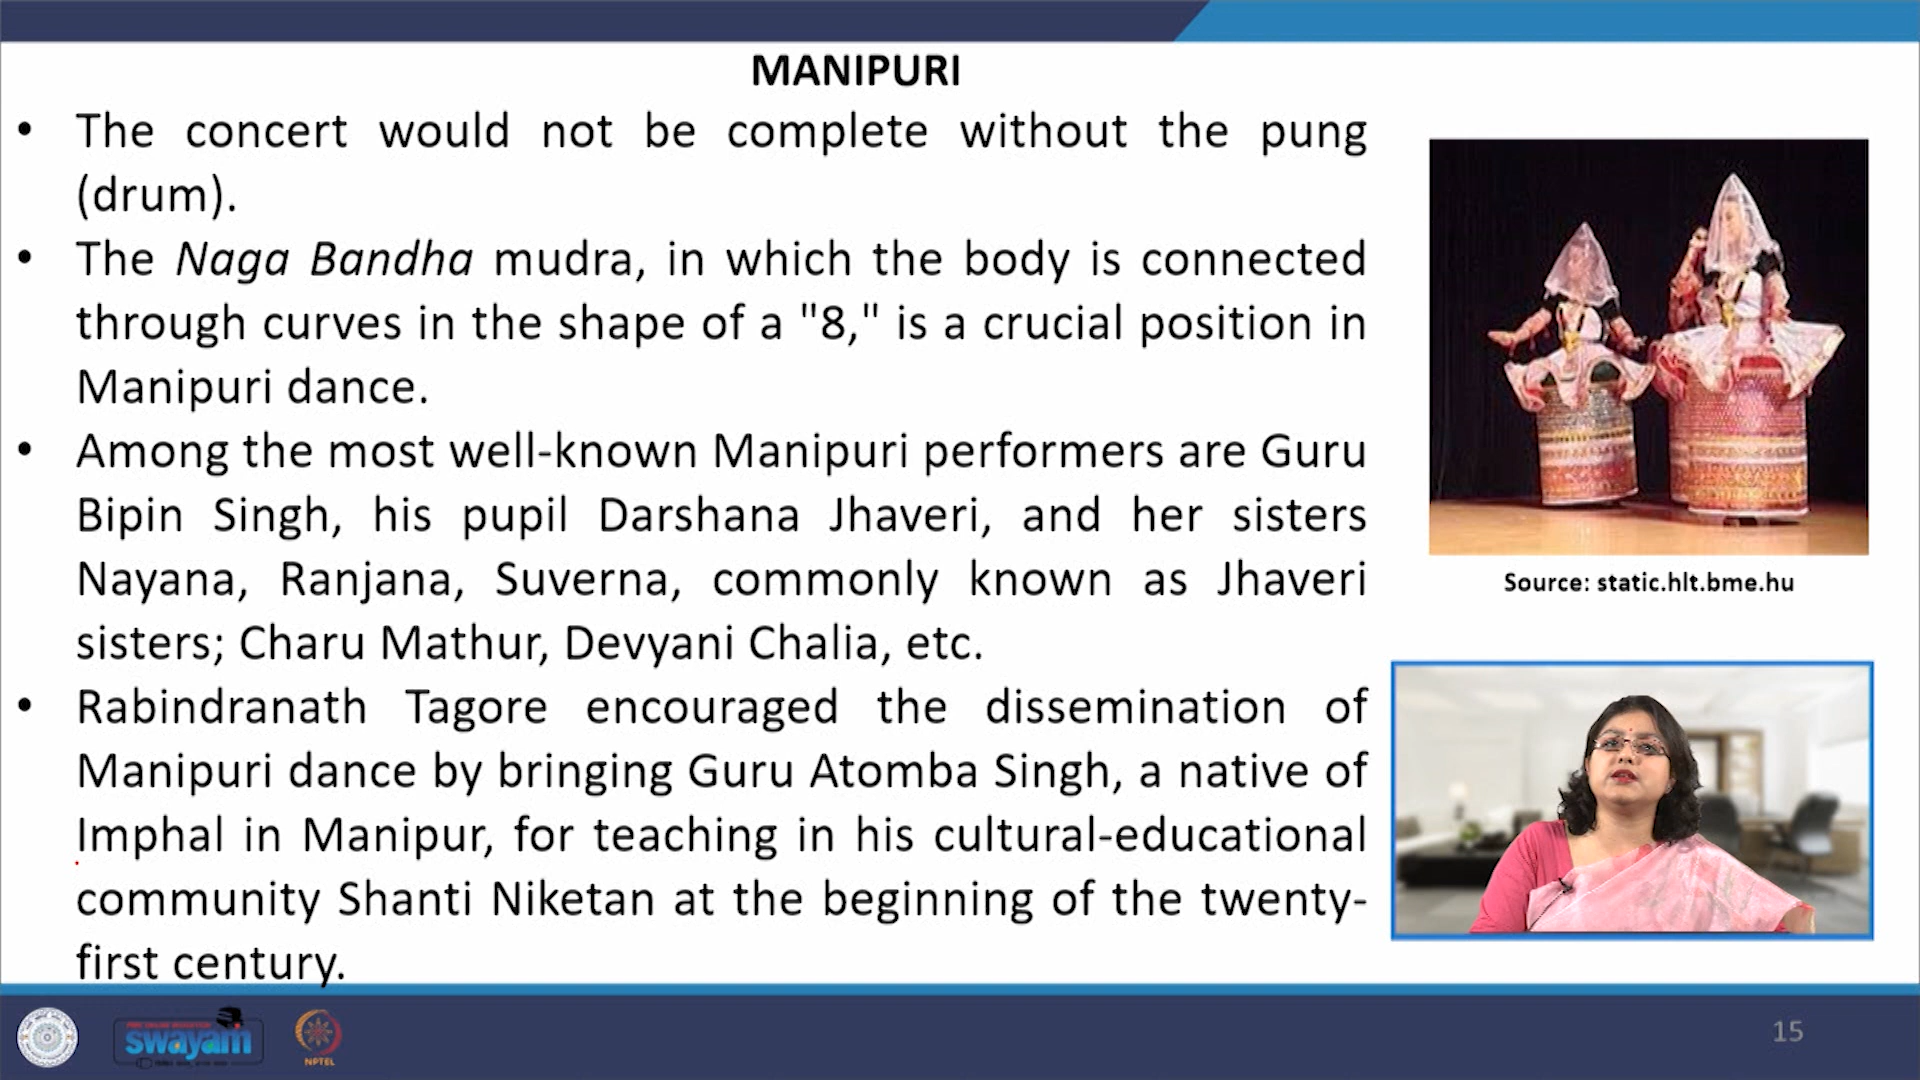 MANIPURI
• The concert would not be complete without the pung
(drum).
• The Naga Bandha mudra, in which the body is connected
through curves in the shape of a "8," is a crucial position in
Manipuri dance.
• Among the most well-known Manipuri performers are Guru
Bipin Singh, his pupil Darshana Jhaveri, and her sisters
Nayana, Ranjana, Suverna, commonly known as Jhaveri
sisters; Charu Mathur, Devyani Chalia, etc.
• Rabindranath Tagore encouraged the dissemination of
Manipuri dance by bringing Guru Atomba Singh, a native of
Imphal in Manipur, for teaching in his cultural-educational
community Shanti Niketan at the beginning of the twenty-
first century.
Source: static.hlt.bme.hu
swayam
NPTEL
15